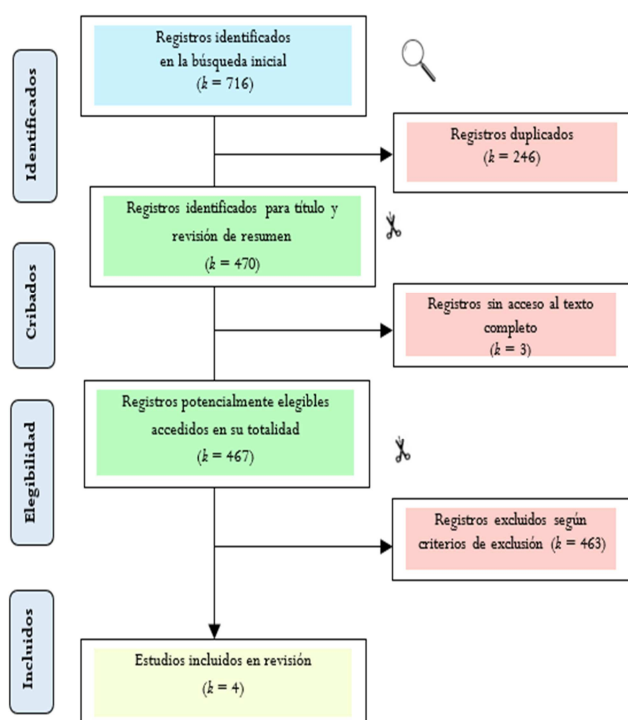 Identificados
Registros identificados
en la búsqueda inicial
(k = 716)
Registros duplicados
(k = 246)
Registros identificados para título y
revisión de resumen
(k = 470)
Cribados
Registros sin acceso al texto
completo
(k = 3)
Elegibilidad
Registros potencialmente elegibles
accedidos en su totalidad
(k = 467)
Registros excluidos según
criterios de exclusión (k = 463)
Incluidos
Estudios incluidos en revisión
(k = 4)